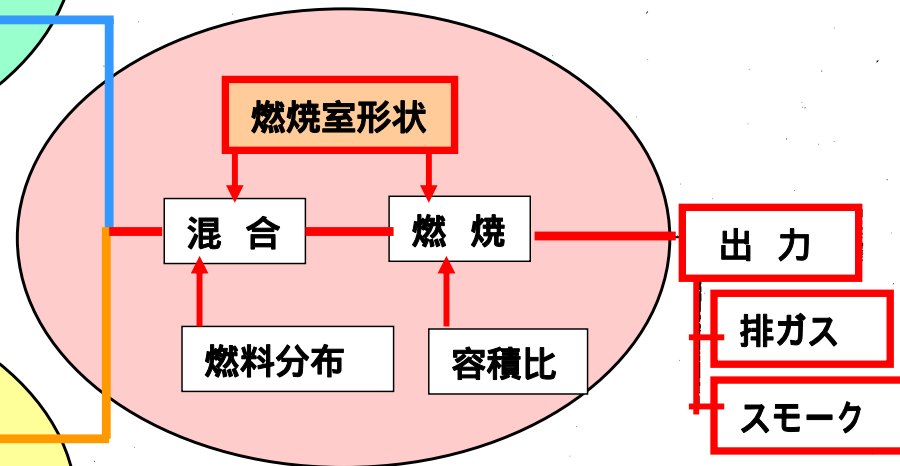 燃焼室形状
混 合
燃 焼
出 力
燃料分布
容積比
排ガス
スモーク